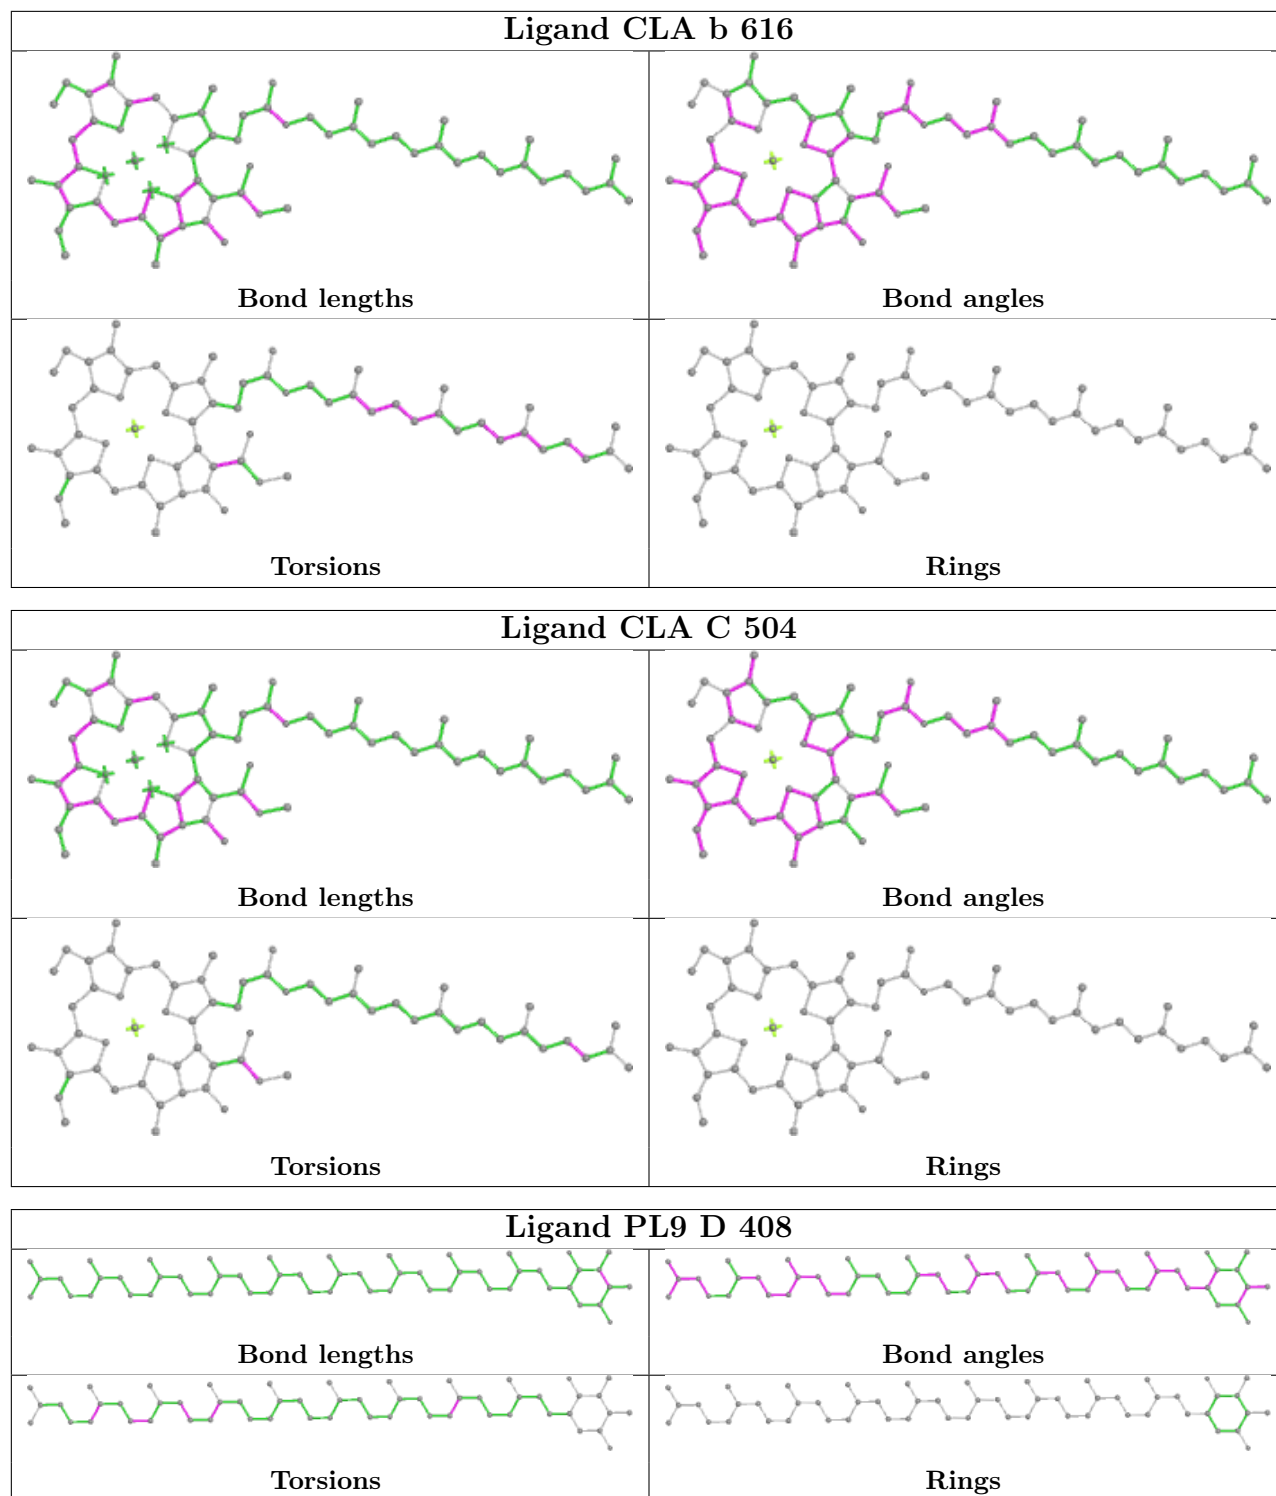 Ligand CLA b 616
Bond lengths
Bond angles
Torsions
Rings
Ligand CLA C 504
Bond lengths
Bond angles
Torsions
Rings
Ligand PL9 D 408
Bond lengths
Bond angles
Torsions
Rings